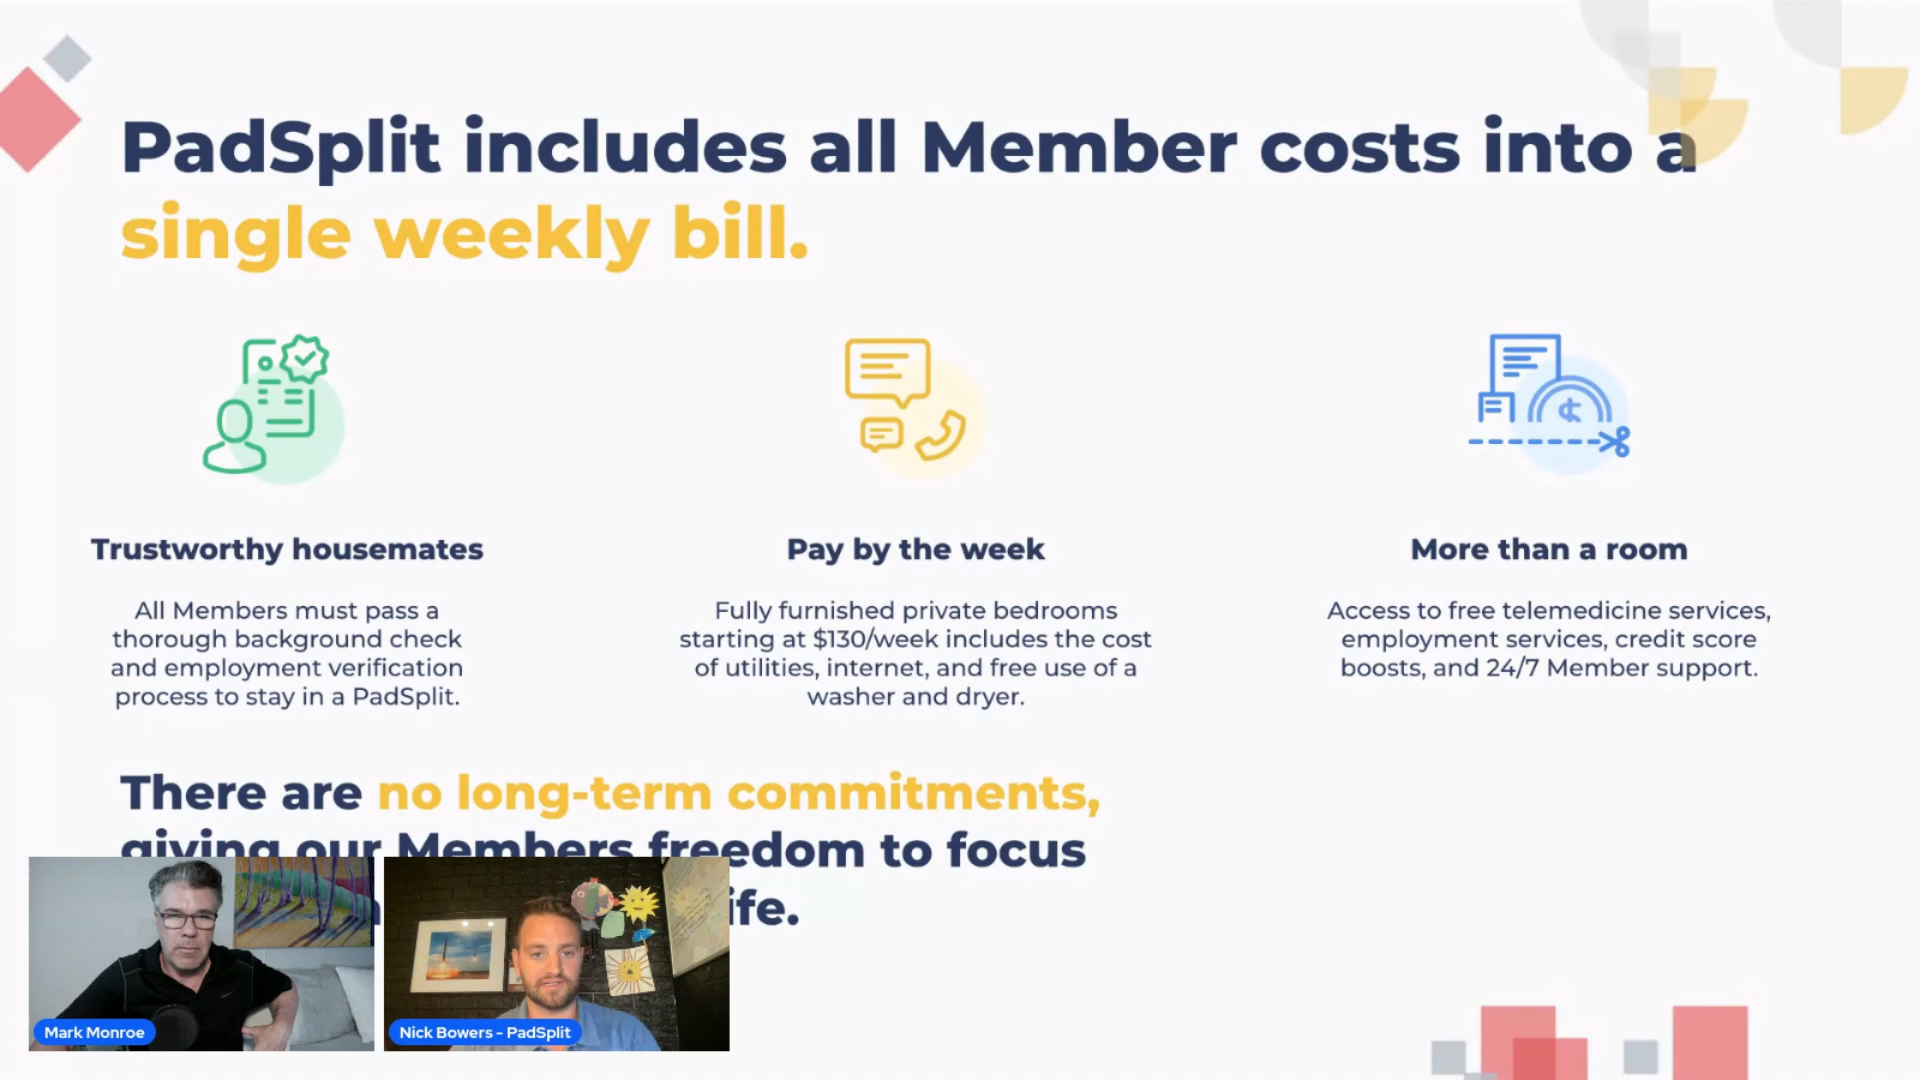 PadSplit includes all Member costs into a
single weekly bill.
Trustworthy housemates
All Members must pass a
thorough background check
and employment verification
process to stay in a PadSplit.
Pay by the week
Fully furnished private bedrooms
starting at $130/week includes the cost
of utilities, internet, and free use of a
washer and dryer.
More than a room
Access to free telemedicine services,
employment services, credit score
boosts, and 24/7 Member support.
There are no long-term commitments,
giving our Members freedom to focus
ife.
Mark Monroe
Nick Bowers - PadSplit